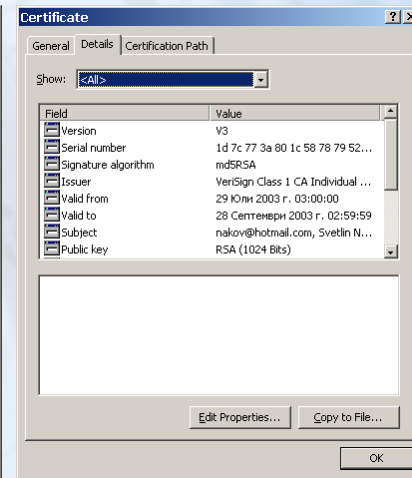 Certificate
General Details Certification Path
Show: <All>
Field Value
Version V3
Serial number 1d 7c 77 3a 80 1c 58 78 79 52...
Signature algorithm md5RSA
Issuer VeriSign Class 1 CA Individual ...
Valid from 29 Юли 2003 г. 03:00:00
Valid to 28 Септември 2003 г. 02:59:59
Subject nakov@hotmail.com, Svetlin N...
Public key RSA (1024 Bits)
Edit Properties... Copy to File...
OK